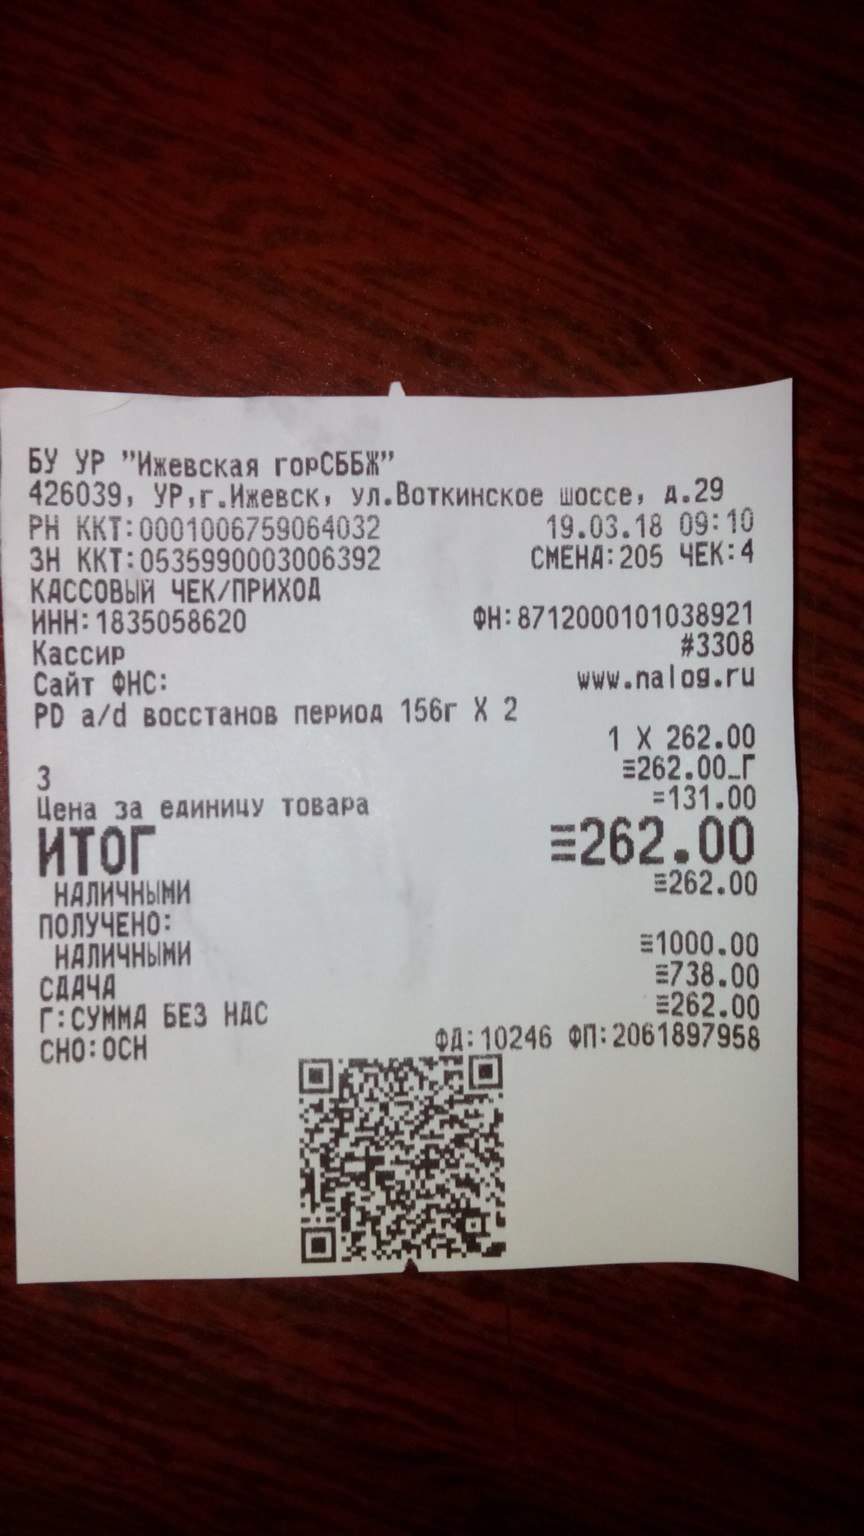 БУ УР "Ижевская горСББЖ"
426039, УР,г.Ижевск, ул.Воткинское шоссе, д.29
РН ККТ:0001006759064032 19.03.18 09:10
ЗН ККТ:0535990003006392 СМЕНА:205 ЧЕК:4
КАССОВЫЙ ЧЕК/ПРИХОД
ИНН:1835058620 ФН:8712000101038921
Кассир #3308
Сайт ФНС: www.nalog.ru
PD a/d восстанов период 156г X 2
1 X 262.00
3 ≡262.00_Г
Цена за единицу товара =131.00
ИТОГ ≡262.00
НАЛИЧНЫМИ ≡262.00
ПОЛУЧЕНО:
НАЛИЧНЫМИ ≡1000.00
СДАЧА ≡738.00
Г:СУММА БЕЗ НДС ≡262.00
СНО:ОСН ФД:10246 ФП:2061897958